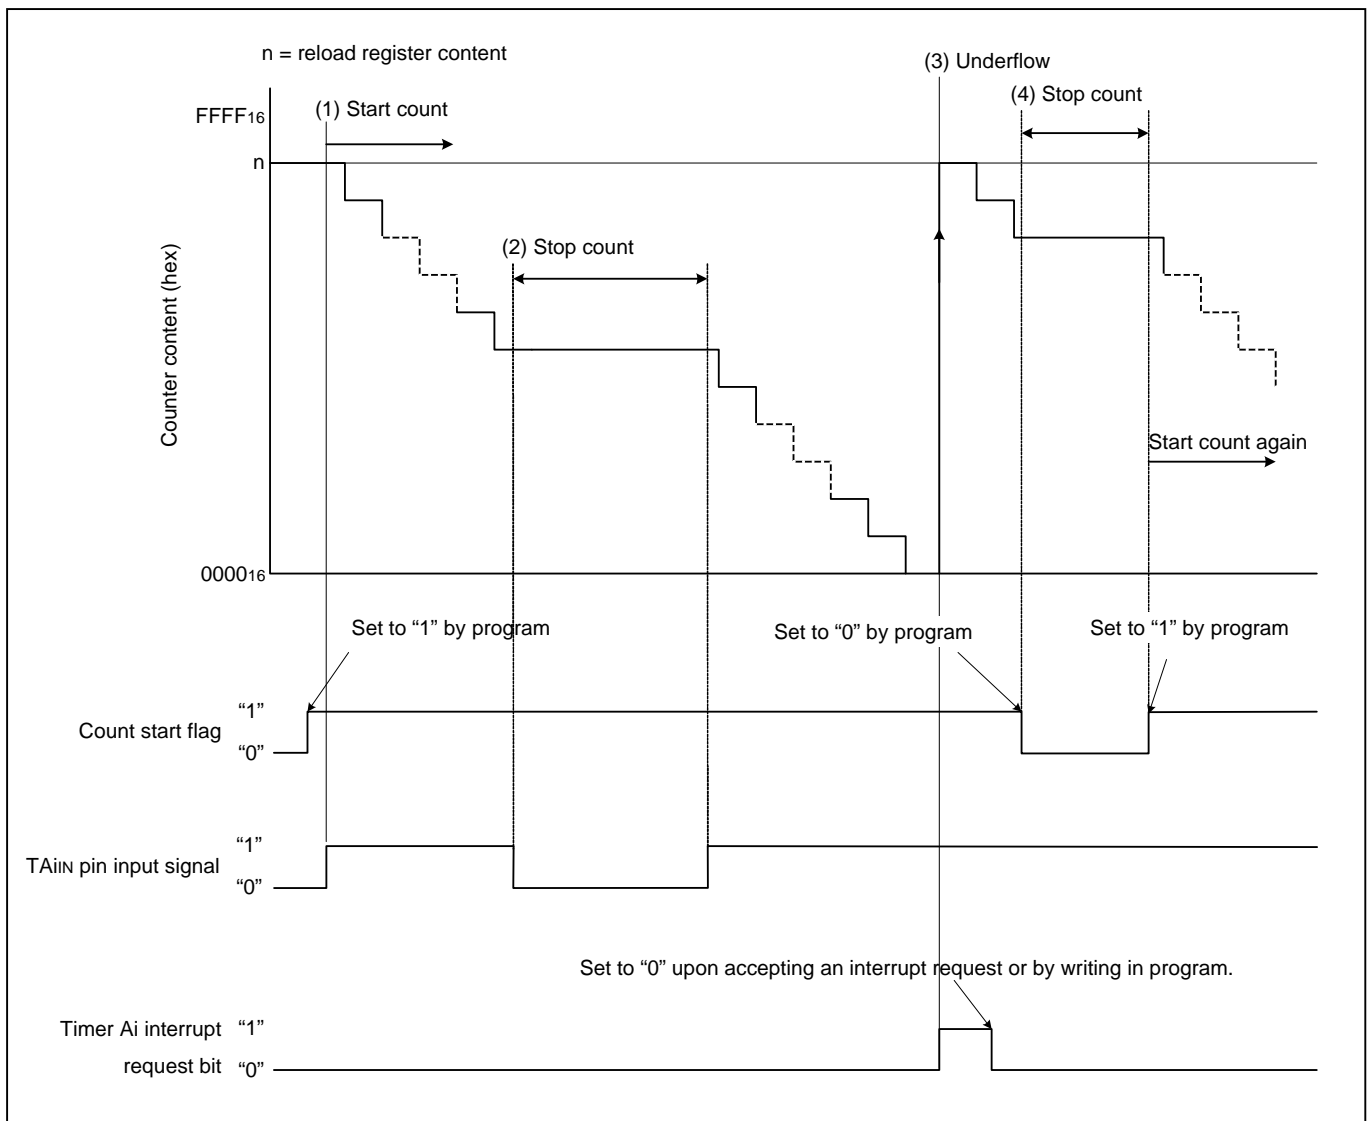 n = reload register content
(3) Underflow
(4) Stop count
FFFF16
(1) Start count
n
(2) Stop count
Counter content (hex)
Start count again
000016
Set to “1” by program
Set to “0” by program
Set to “1” by program
“1”
Count start flag
“0”
“1”
TAiIN pin input signal
“0”
Set to “0” upon accepting an interrupt request or by writing in program.
Timer Ai interrupt “1”
request bit “0”